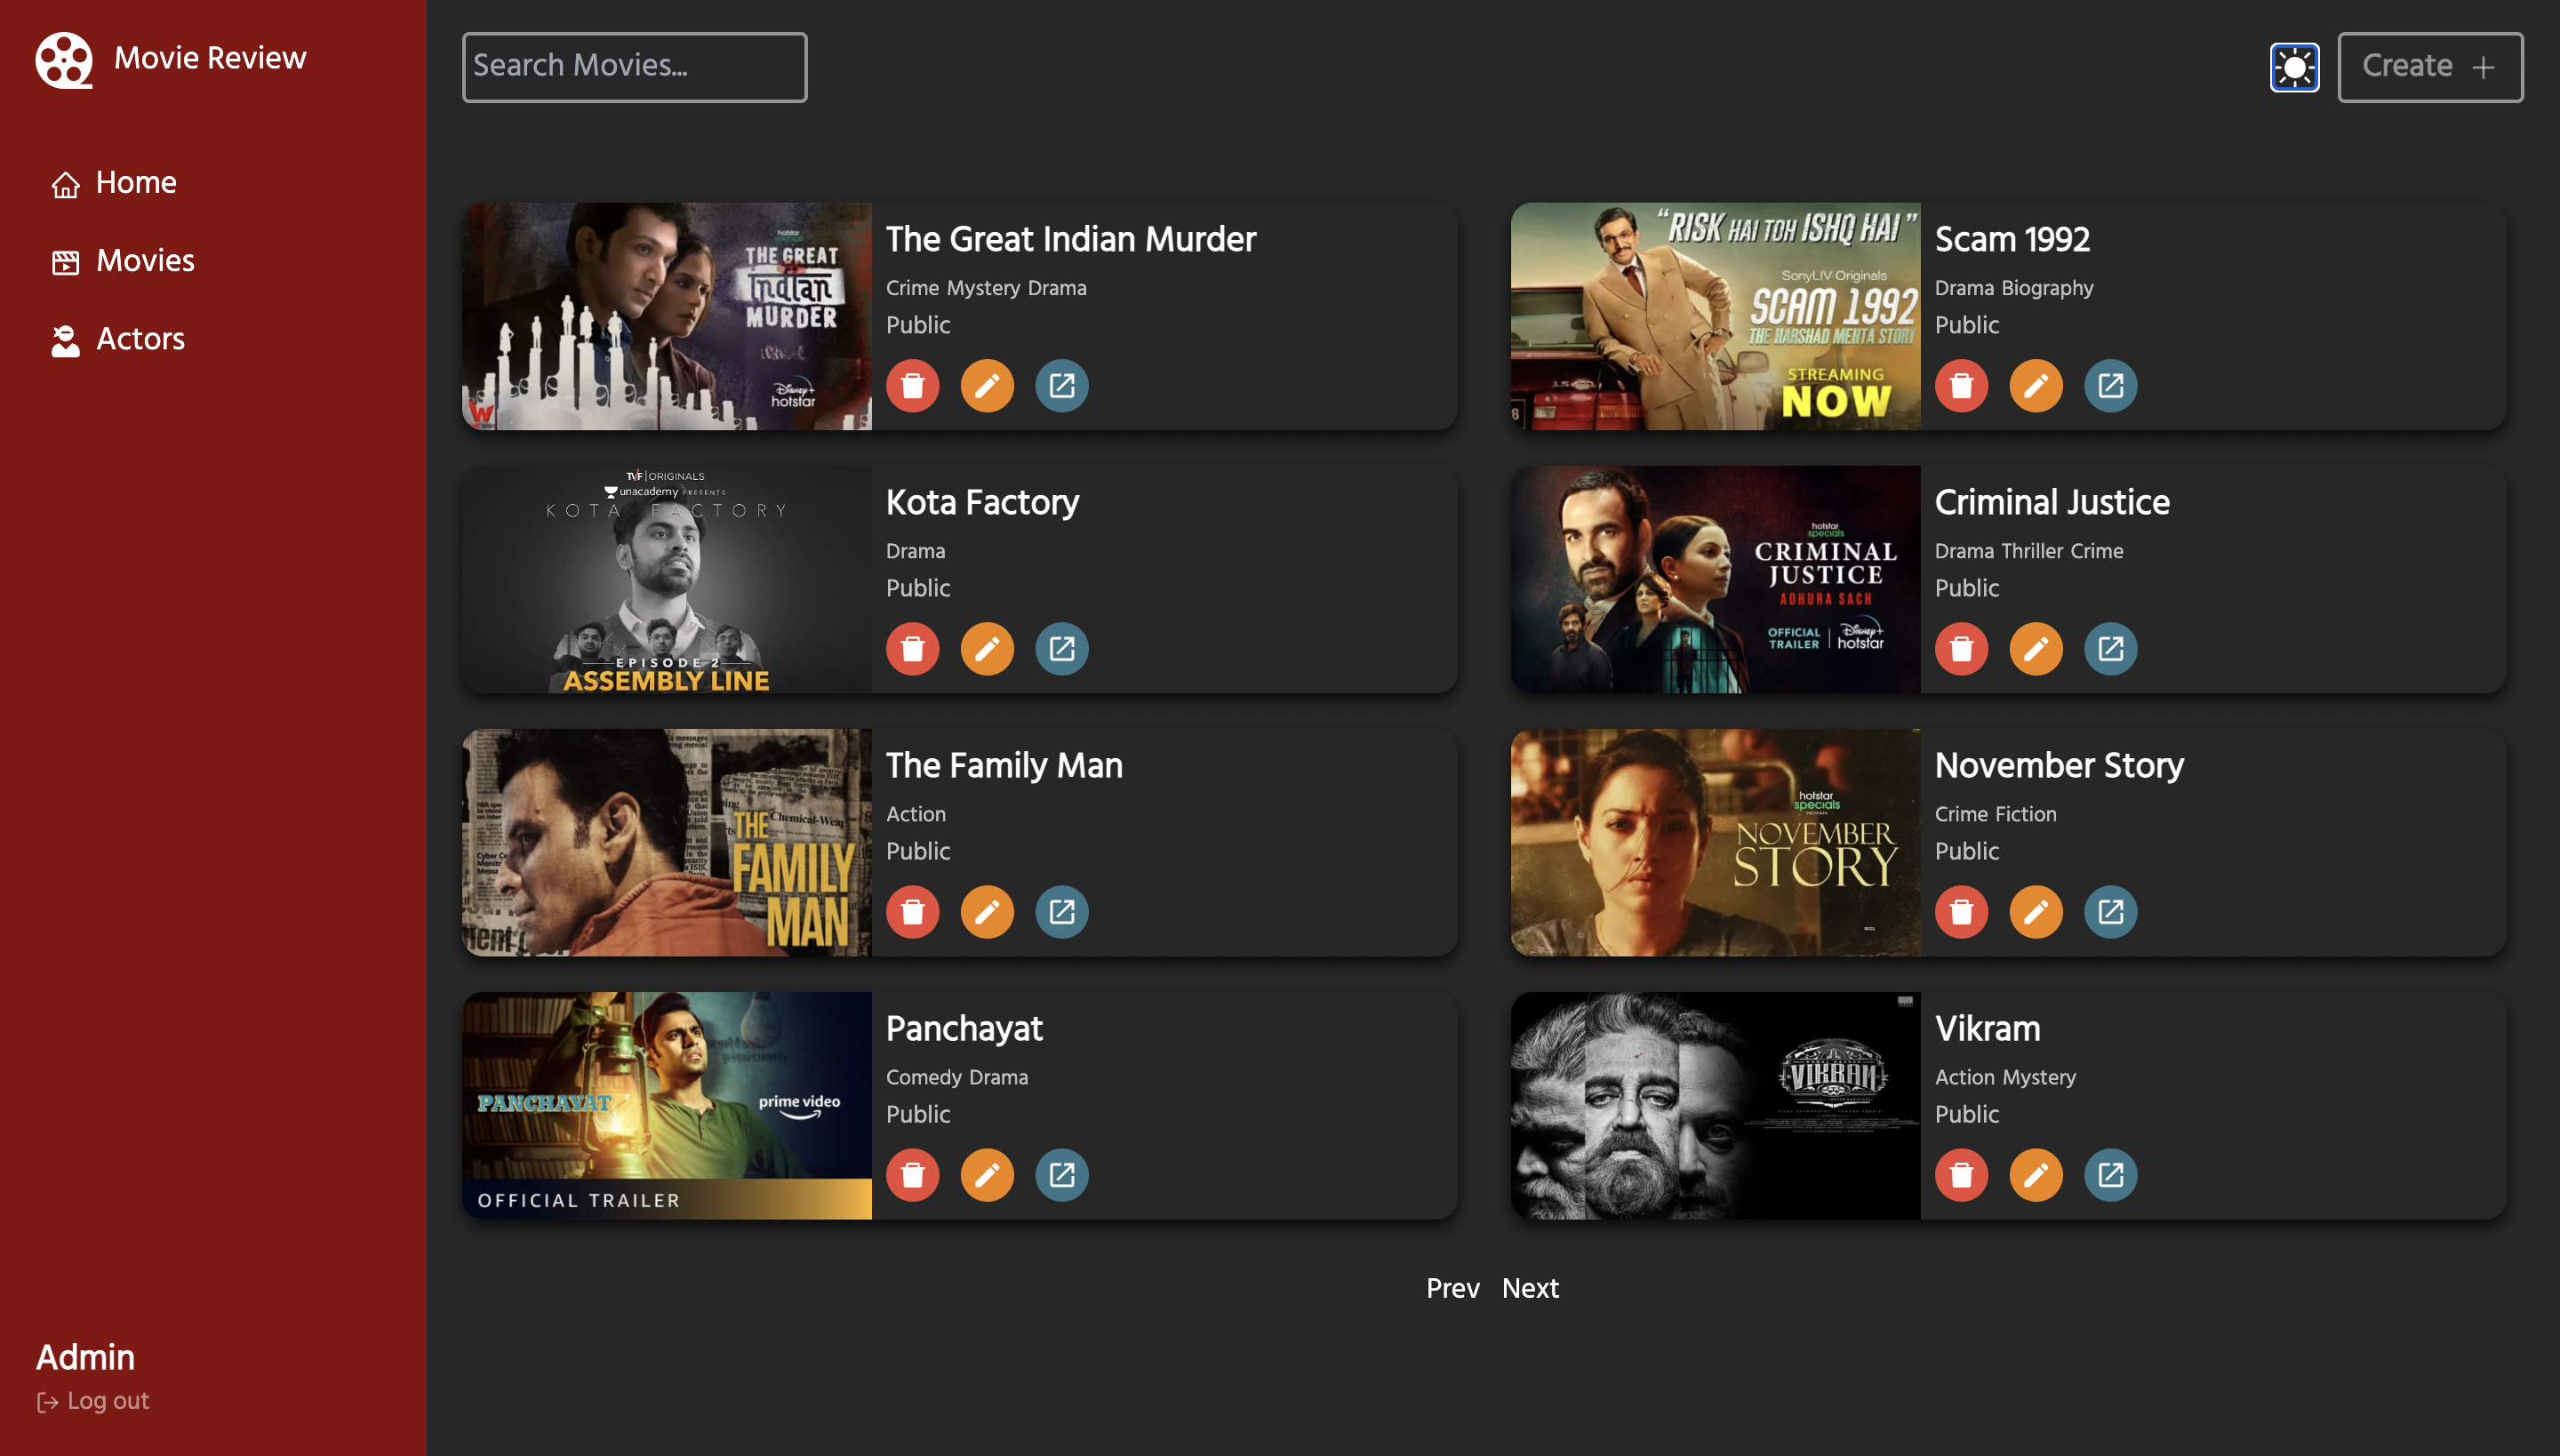 Movie Review
Home
Movies
Actors
Admin
Log out
Search Movies...
Create
hotstar
specials
THE GREAT
Indian
MURDER
Disney+
hotstar
The Great Indian Murder
Crime Mystery Drama
Public
“RISK HAI TOH ISHQ HAI”
SonyLIV Originals
SCAM 1992
THE HARSHAD MEHTA STORY
STREAMING
NOW
8
Scam 1992
Drama Biography
Public
TVF | ORIGINALS
unacademy PRESENTS
KOTA FACTORY
EPISODE 2
ASSEMBLY LINE
Kota Factory
Drama
Public
hotstar
specials
CRIMINAL
JUSTICE
ADHURA SACH
OFFICIAL
TRAILER
Disney+
hotstar
Criminal Justice
Drama Thriller Crime
Public
Chemical-Weap
THE
FAMILY
MAN
The Family Man
Action
Public
hotstar
specials
NOVEMBER
STORY
November Story
Crime Fiction
Public
PANCHAYAT
prime video
OFFICIAL TRAILER
Panchayat
Comedy Drama
Public
VIKRAM
Vikram
Action Mystery
Public
Prev Next